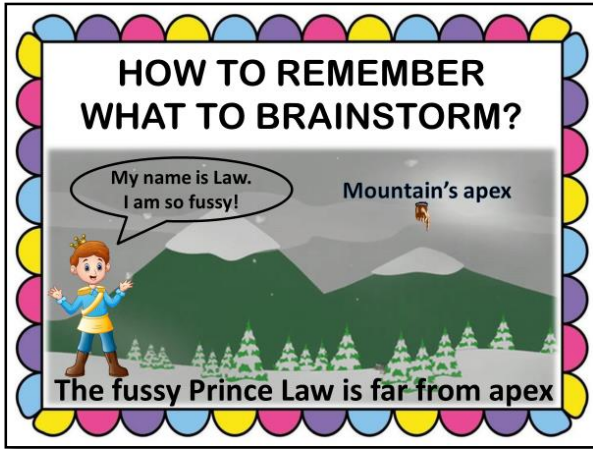 HOW TO REMEMBER
WHAT TO BRAINSTORM?
My name is Law.
I am so fussy!
Mountain's apex
The fussy Prince Law is far from apex